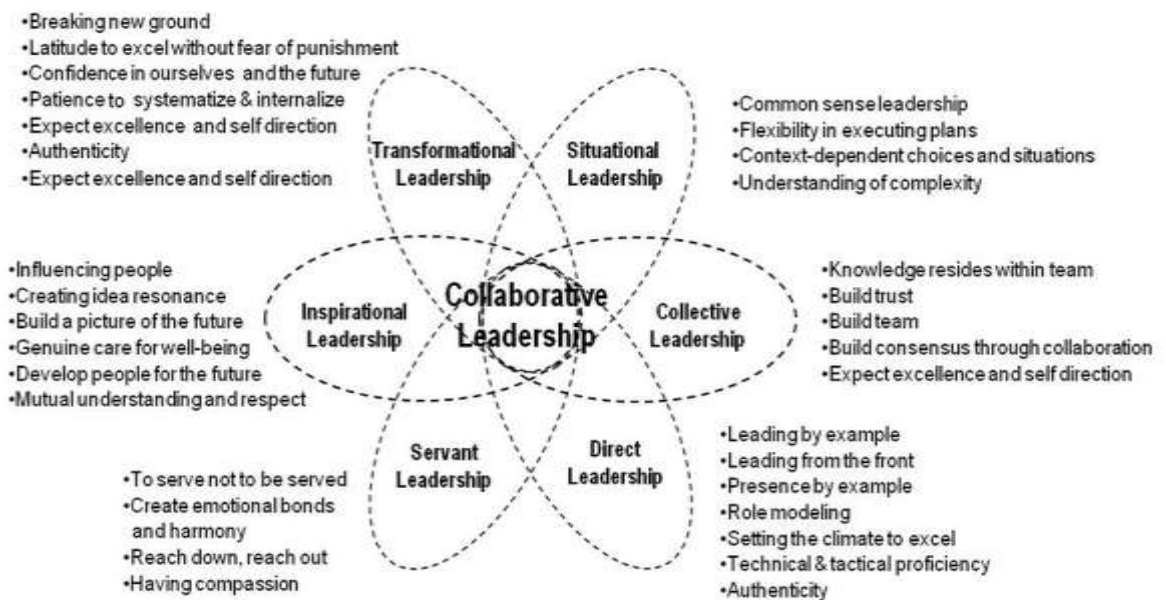 •Breaking new ground
•Latitude to excel without fear of punishment
•Confidence in ourselves and the future
•Patience to systematize & internalize
•Expect excellence and self direction
•Authenticity
•Expect excellence and self direction
Transformational
Leadership
Situational
Leadership
•Common sense leadership
•Flexibility in executing plans
•Context-dependent choices and situations
•Understanding of complexity
•Influencing people
•Creating idea resonance
•Build a picture of the future
•Genuine care for well-being
•Develop people for the future
•Mutual understanding and respect
Inspirational
Leadership
Collaborative
Leadership
Collective
Leadership
•Knowledge resides within team
•Build trust
•Build team
•Build consensus through collaboration
•Expect excellence and self direction
•To serve not to be served
•Create emotional bonds
and harmony
•Reach down, reach out
•Having compassion
Servant
Leadership
Direct
Leadership
•Leading by example
•Leading from the front
•Presence by example
•Role modeling
•Setting the climate to excel
•Technical & tactical proficiency
•Authenticity